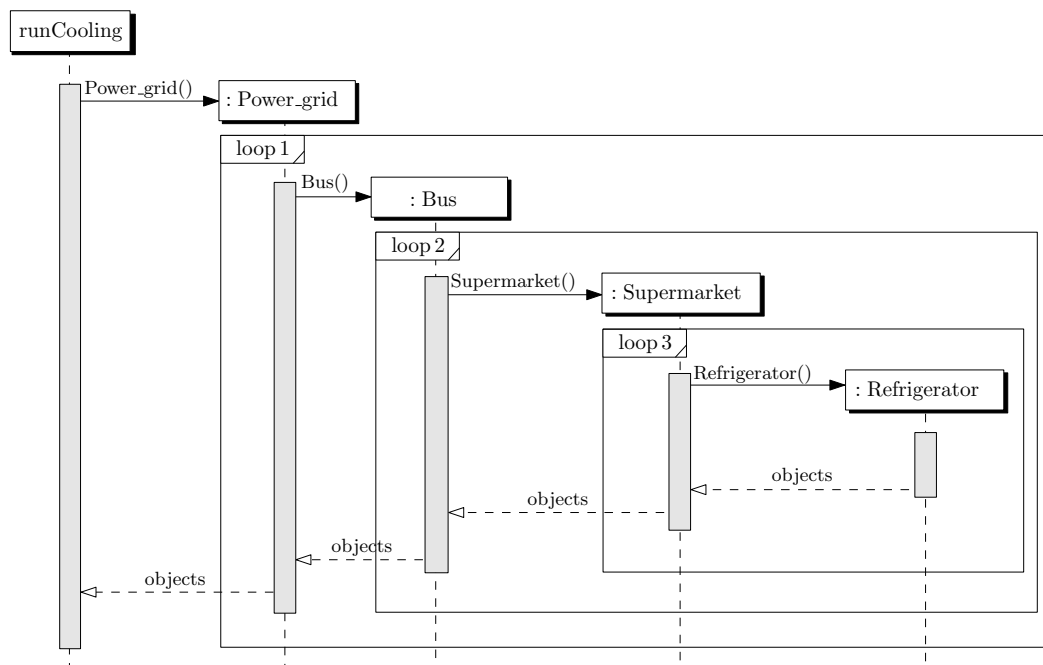 runCooling
Power_grid()
: Power_grid
loop 1
Bus()
: Bus
loop 2
Supermarket()
: Supermarket
loop 3
Refrigerator()
: Refrigerator
objects
objects
objects
objects